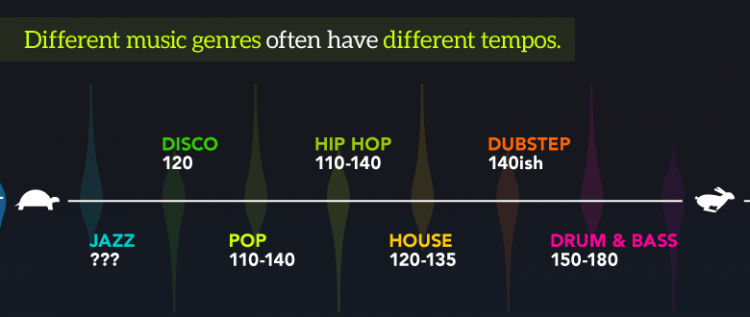 Different music genres often have different tempos.
DISCO
120
HIP HOP
110-140
DUBSTEP
140ish
JAZZ
???
POP
110-140
HOUSE
120-135
DRUM & BASS
150-180